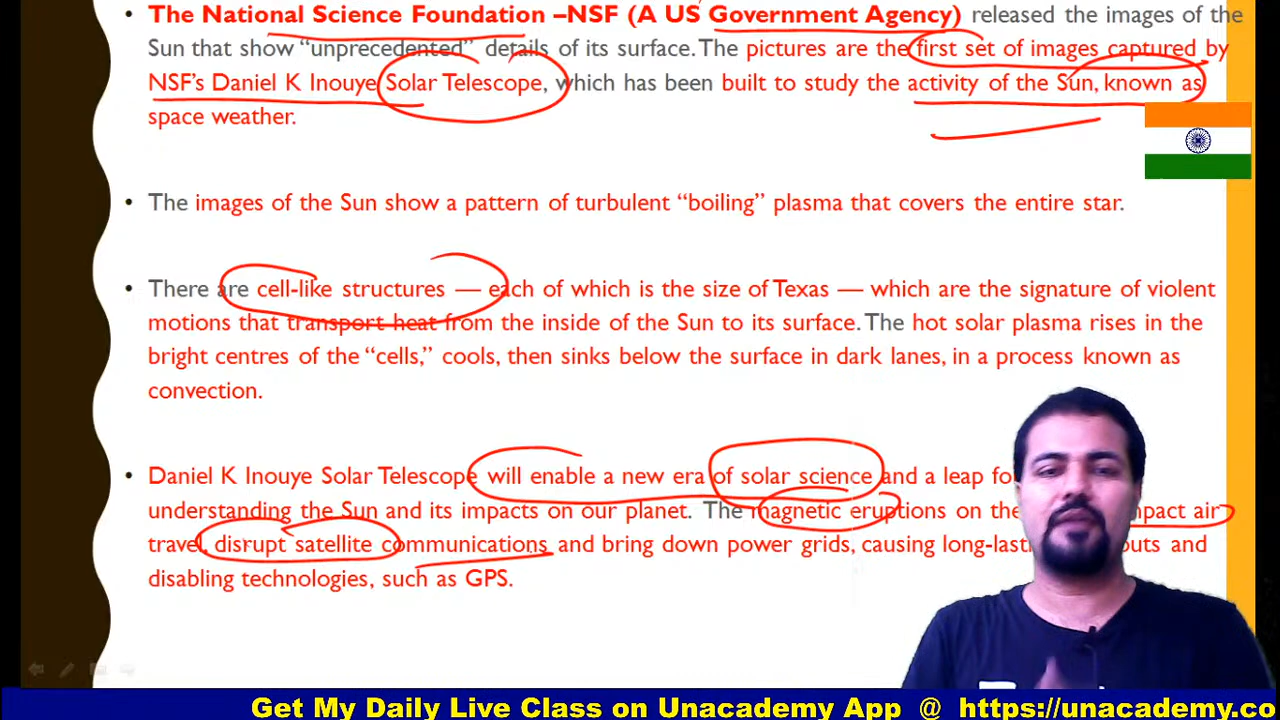 • The National Science Foundation –NSF (A US Government Agency) released the images of the
Sun that show “unprecedented” details of its surface. The pictures are the first set of images captured by
NSF’s Daniel K Inouye Solar Telescope, which has been built to study the activity of the Sun, known as
space weather.
• The images of the Sun show a pattern of turbulent “boiling” plasma that covers the entire star.
• There are cell-like structures — each of which is the size of Texas — which are the signature of violent
motions that transport heat from the inside of the Sun to its surface. The hot solar plasma rises in the
bright centres of the “cells,” cools, then sinks below the surface in dark lanes, in a process known as
convection.
• Daniel K Inouye Solar Telescope will enable a new era of solar science and a leap
understanding the Sun and its impacts on our planet. The magnetic eruptions on the air
travel, disrupt satellite communications and bring down power grids, causing and
disabling technologies, such as GPS.
Get My Daily Live Class on Unacademy App @ https://unacademy.co